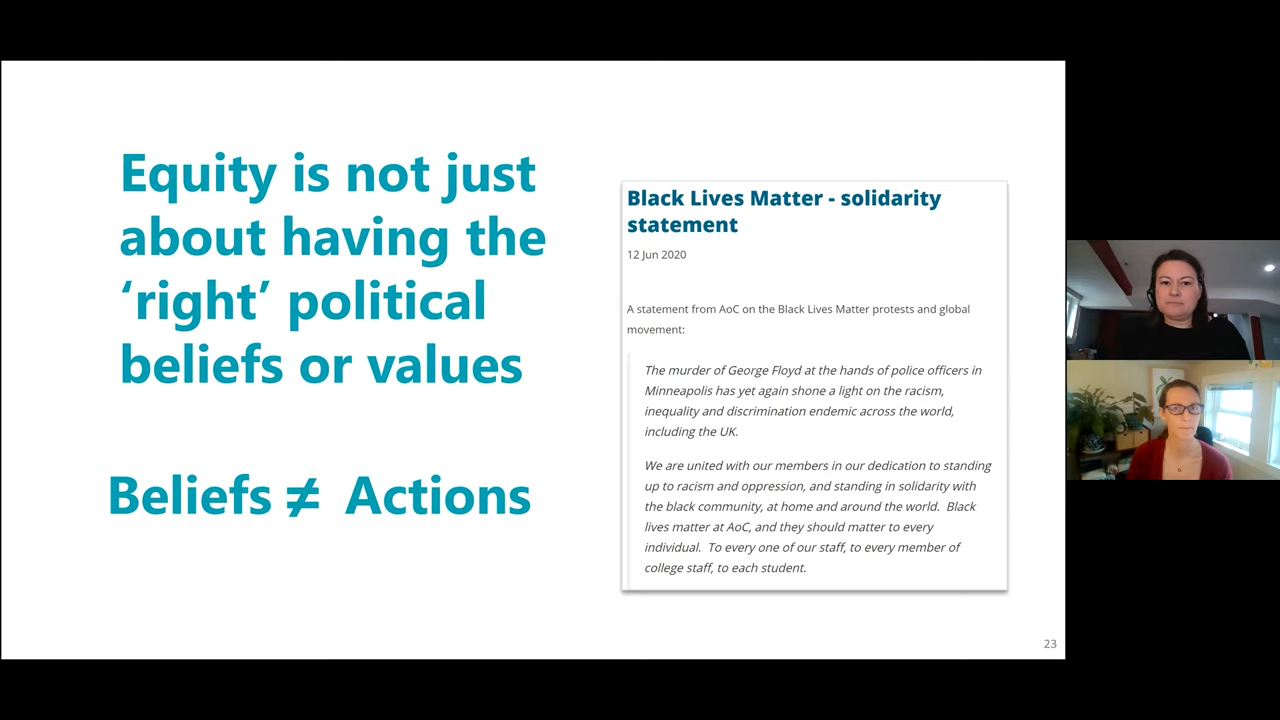 Equity is not just
about having the
‘right’ political
beliefs or values
Beliefs ≠ Actions
Black Lives Matter - solidarity
statement
12 Jun 2020
A statement from AoC on the Black Lives Matter protests and global
movement:
The murder of George Floyd at the hands of police officers in
Minneapolis has yet again shone a light on the racism,
inequality and discrimination endemic across the world,
including the UK.
We are united with our members in our dedication to standing
up to racism and oppression, and standing in solidarity with
the black community, at home and around the world.  Black
lives matter at AoC, and they should matter to every
individual.  To every one of our staff, to every member of
college staff, to each student.
23